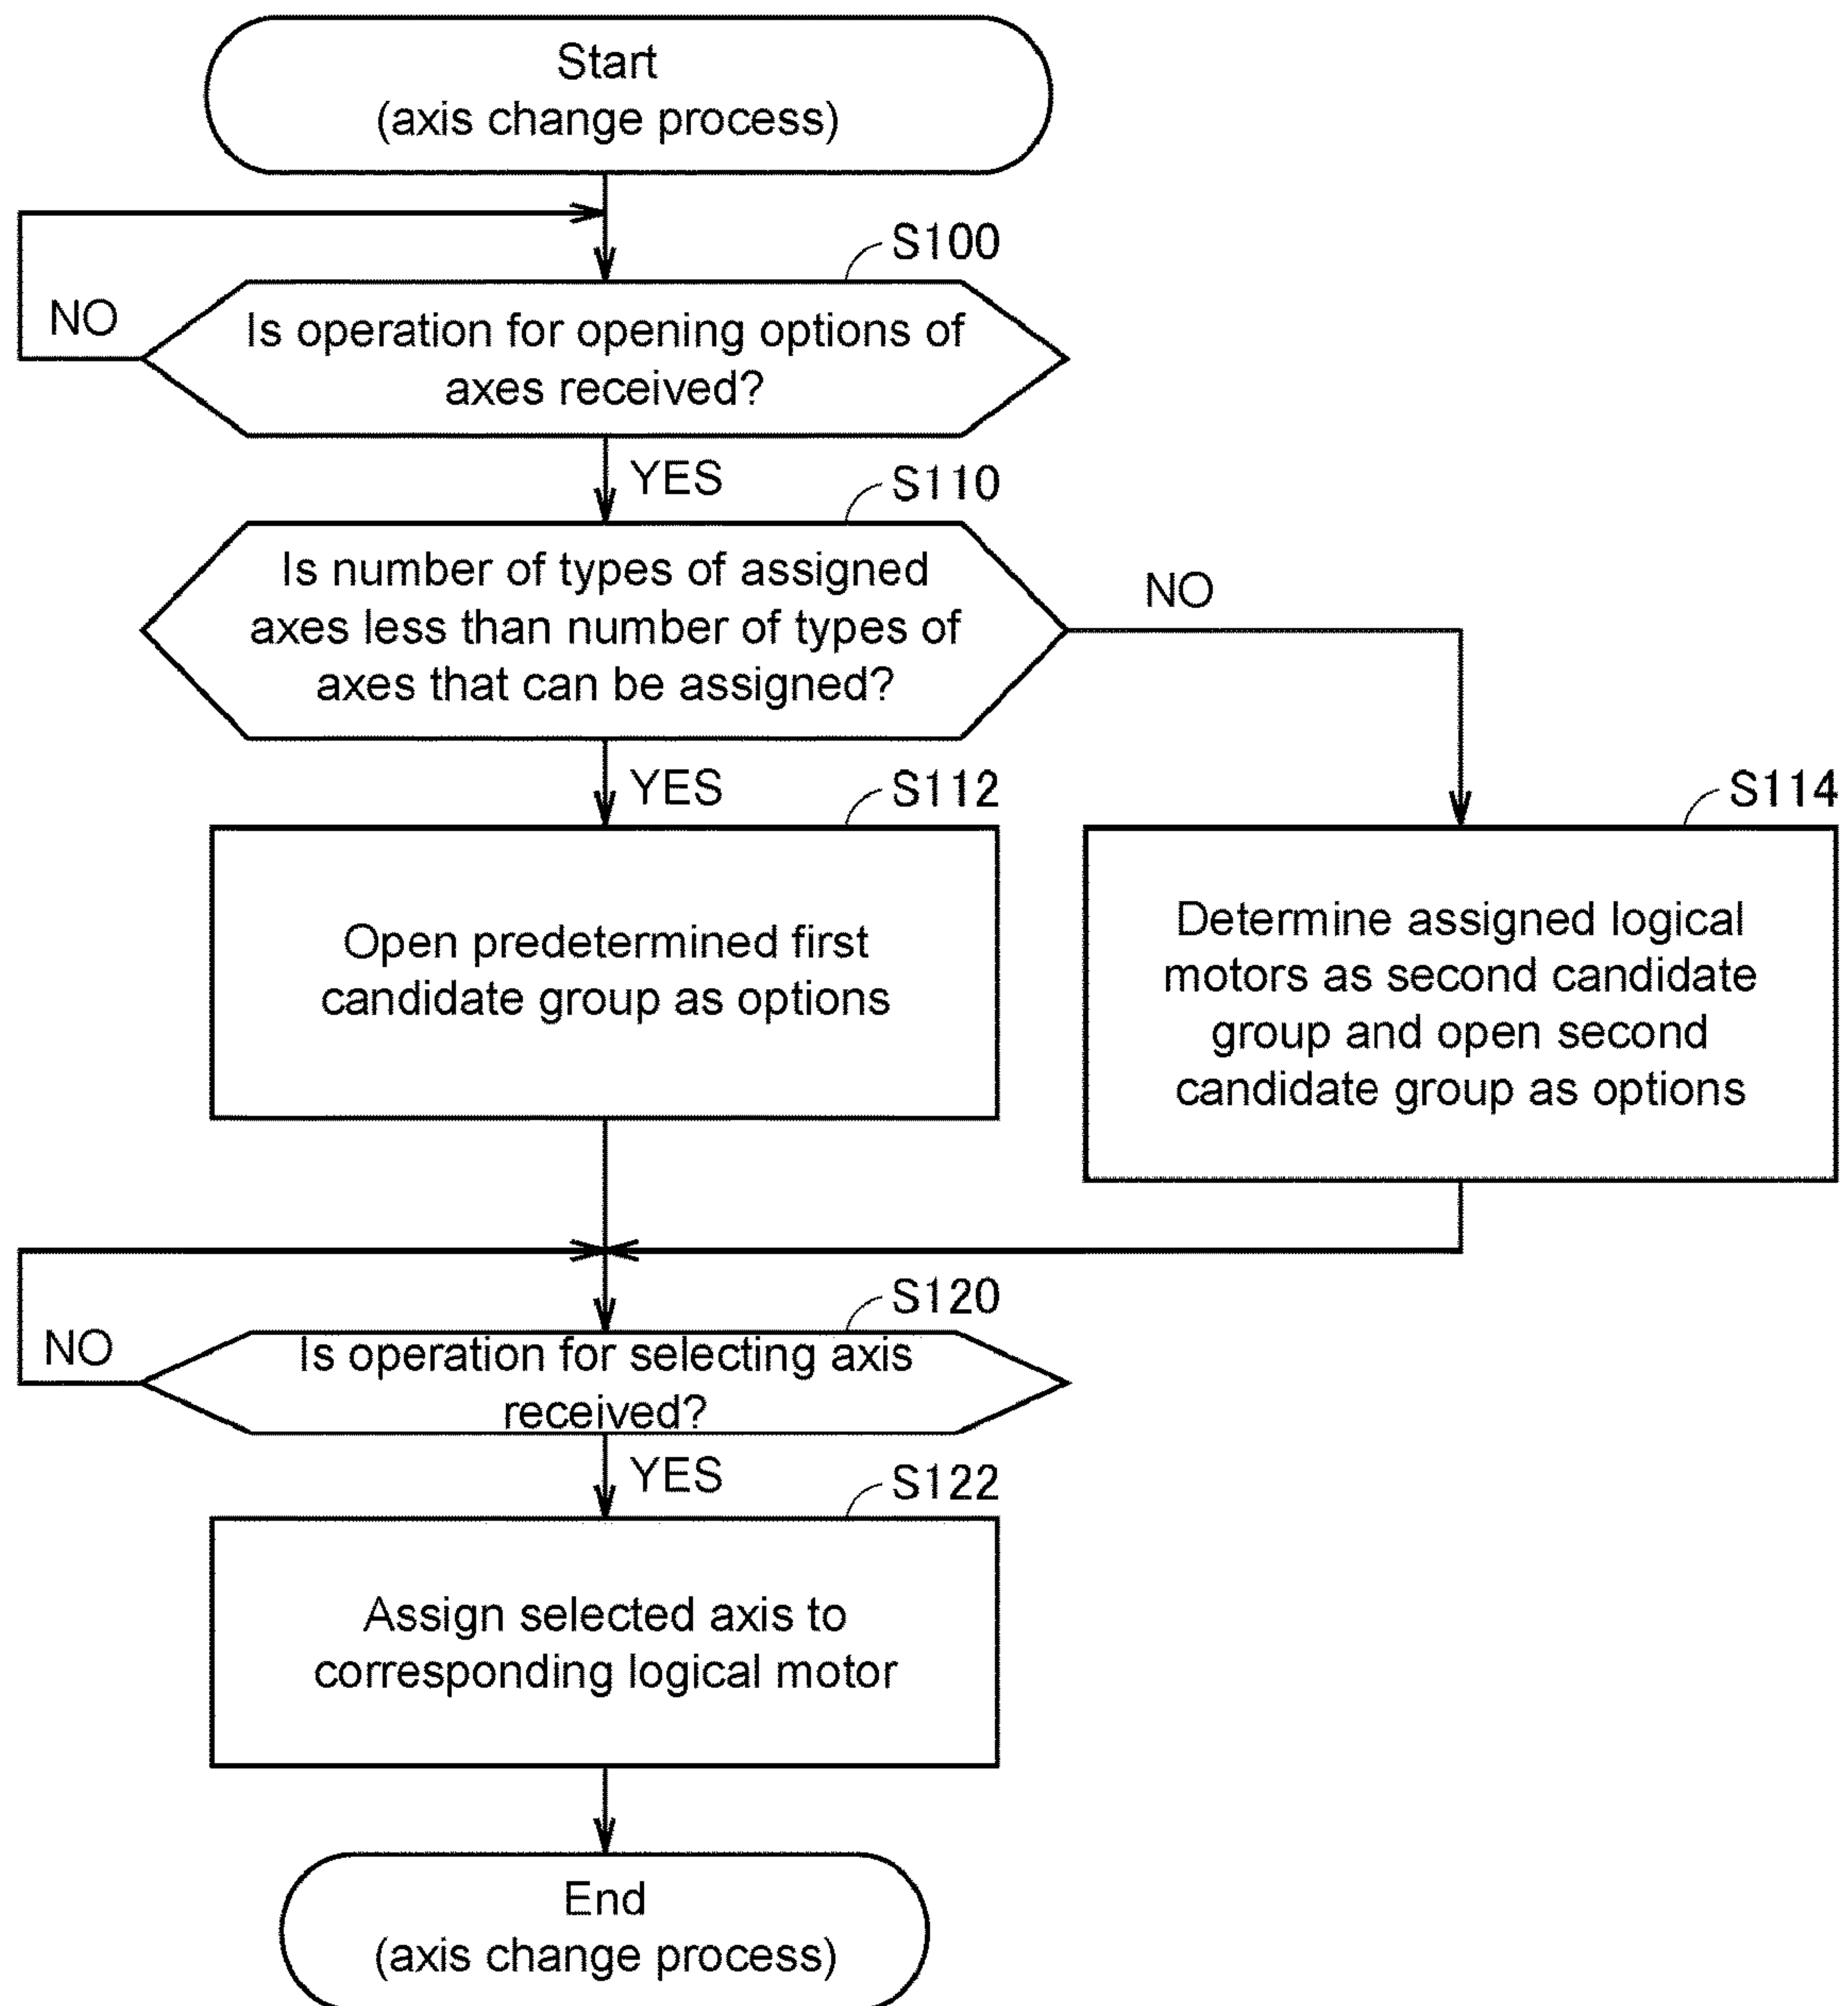 Start
(axis change process)
S100
NO
Is operation for opening options of
axes received?
YES
S110
Is number of types of assigned
axes less than number of types of
axes that can be assigned?
NO
YES
S112
S114
Open predetermined first
candidate group as options
Determine assigned logical
motors as second candidate
group and open second
candidate group as options
S120
NO
Is operation for selecting axis
received?
YES
S122
Assign selected axis to
corresponding logical motor
End
(axis change process)